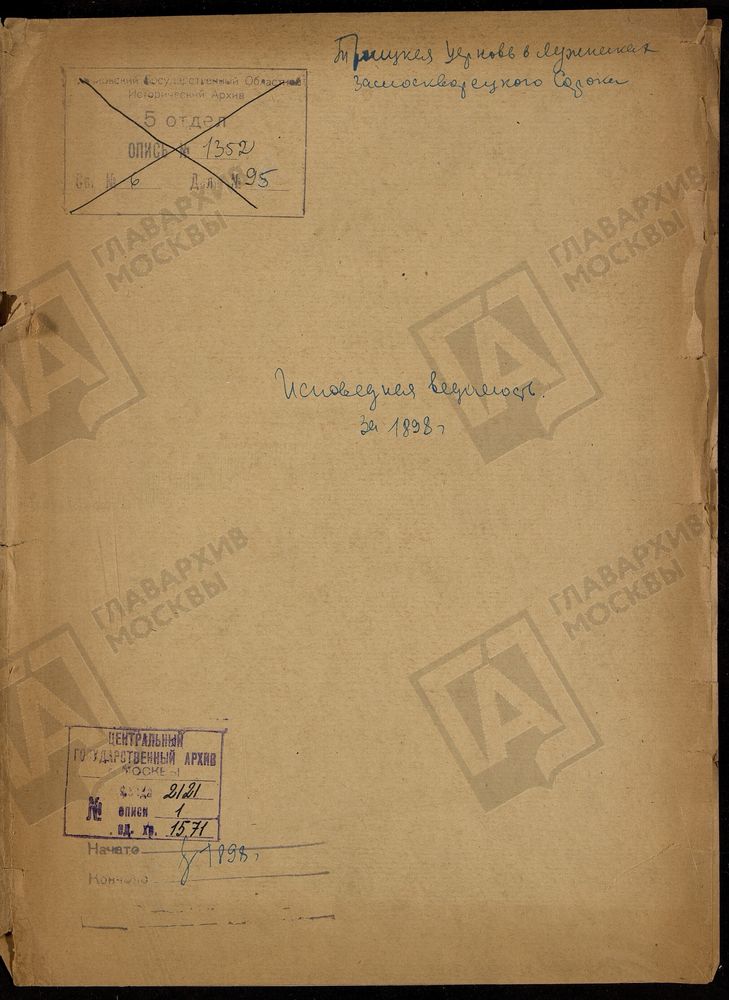 Троицкая церковь в Лужниках
Замоскворецкого Сорока
Московский Государственный Областной
Исторический Архив
5 отдел
ОПИСЬ № 1352
Св. № 6 Дело № 95
Исповедная ведомость.
За 1898 г
ЦЕНТРАЛЬНЫЙ
ГОСУДАРСТВЕННЫЙ АРХИВ
МОСКВЫ
фонд 2121
№ описи 1
ед. хр. 1571
Начато
1898 г
Кончено
ГЛАВАРХИВ
МОСКВЫ
ГЛАВАРХИВ
МОСКВЫ
ГЛАВАРХИВ
МОСКВЫ
ГЛАВАРХИВ
МОСКВЫ